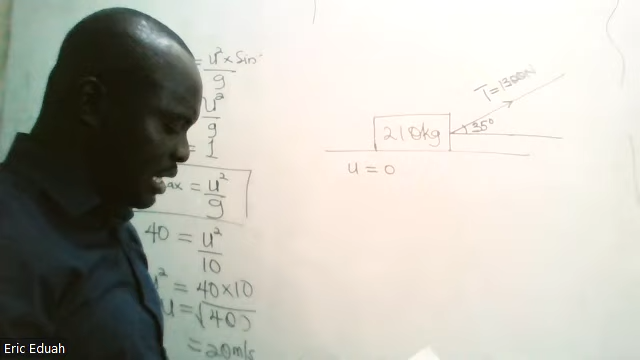 = u² × Sin
g
u²
g
= 1
ax = u²
g
40 = u²
10
u² = 40×10
u = √400
= 20m/s
T=1300N
35°
210kg
u = 0
Eric Eduah